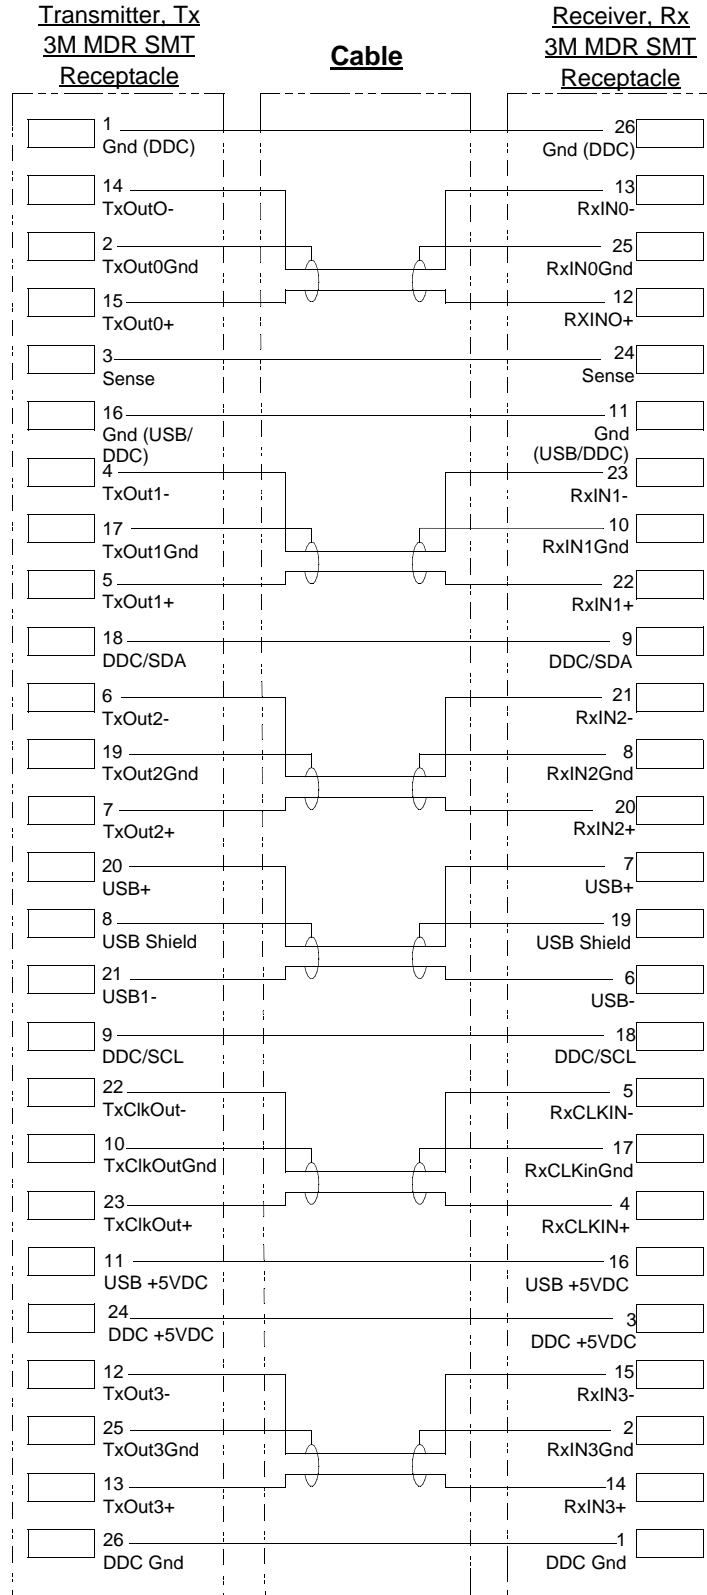 Transmitter, Tx
3M MDR SMT
Receptacle
Cable
Receiver, Rx
3M MDR SMT
Receptacle
1
Gnd (DDC)
26
Gnd (DDC)
14
TxOutO-
13
RxIN0-
2
TxOut0Gnd
25
RxIN0Gnd
15
TxOut0+
12
RXINO+
3
Sense
24
Sense
16
Gnd (USB/
DDC)
11
Gnd
(USB/DDC)
4
TxOut1-
23
RxIN1-
17
TxOut1Gnd
10
RxIN1Gnd
5
TxOut1+
22
RxIN1+
18
DDC/SDA
9
DDC/SDA
6
TxOut2-
21
RxIN2-
19
TxOut2Gnd
8
RxIN2Gnd
7
TxOut2+
20
RxIN2+
20
USB+
7
USB+
8
USB Shield
19
USB Shield
21
USB1-
6
USB-
9
DDC/SCL
18
DDC/SCL
22
TxClkOut-
5
RxCLKIN-
10
TxClkOutGnd
17
RxCLKinGnd
23
TxClkOut+
4
RxCLKIN+
11
USB +5VDC
16
USB +5VDC
24
DDC +5VDC
3
DDC +5VDC
12
TxOut3-
15
RxIN3-
25
TxOut3Gnd
2
RxIN3Gnd
13
TxOut3+
14
RxIN3+
26
DDC Gnd
1
DDC Gnd